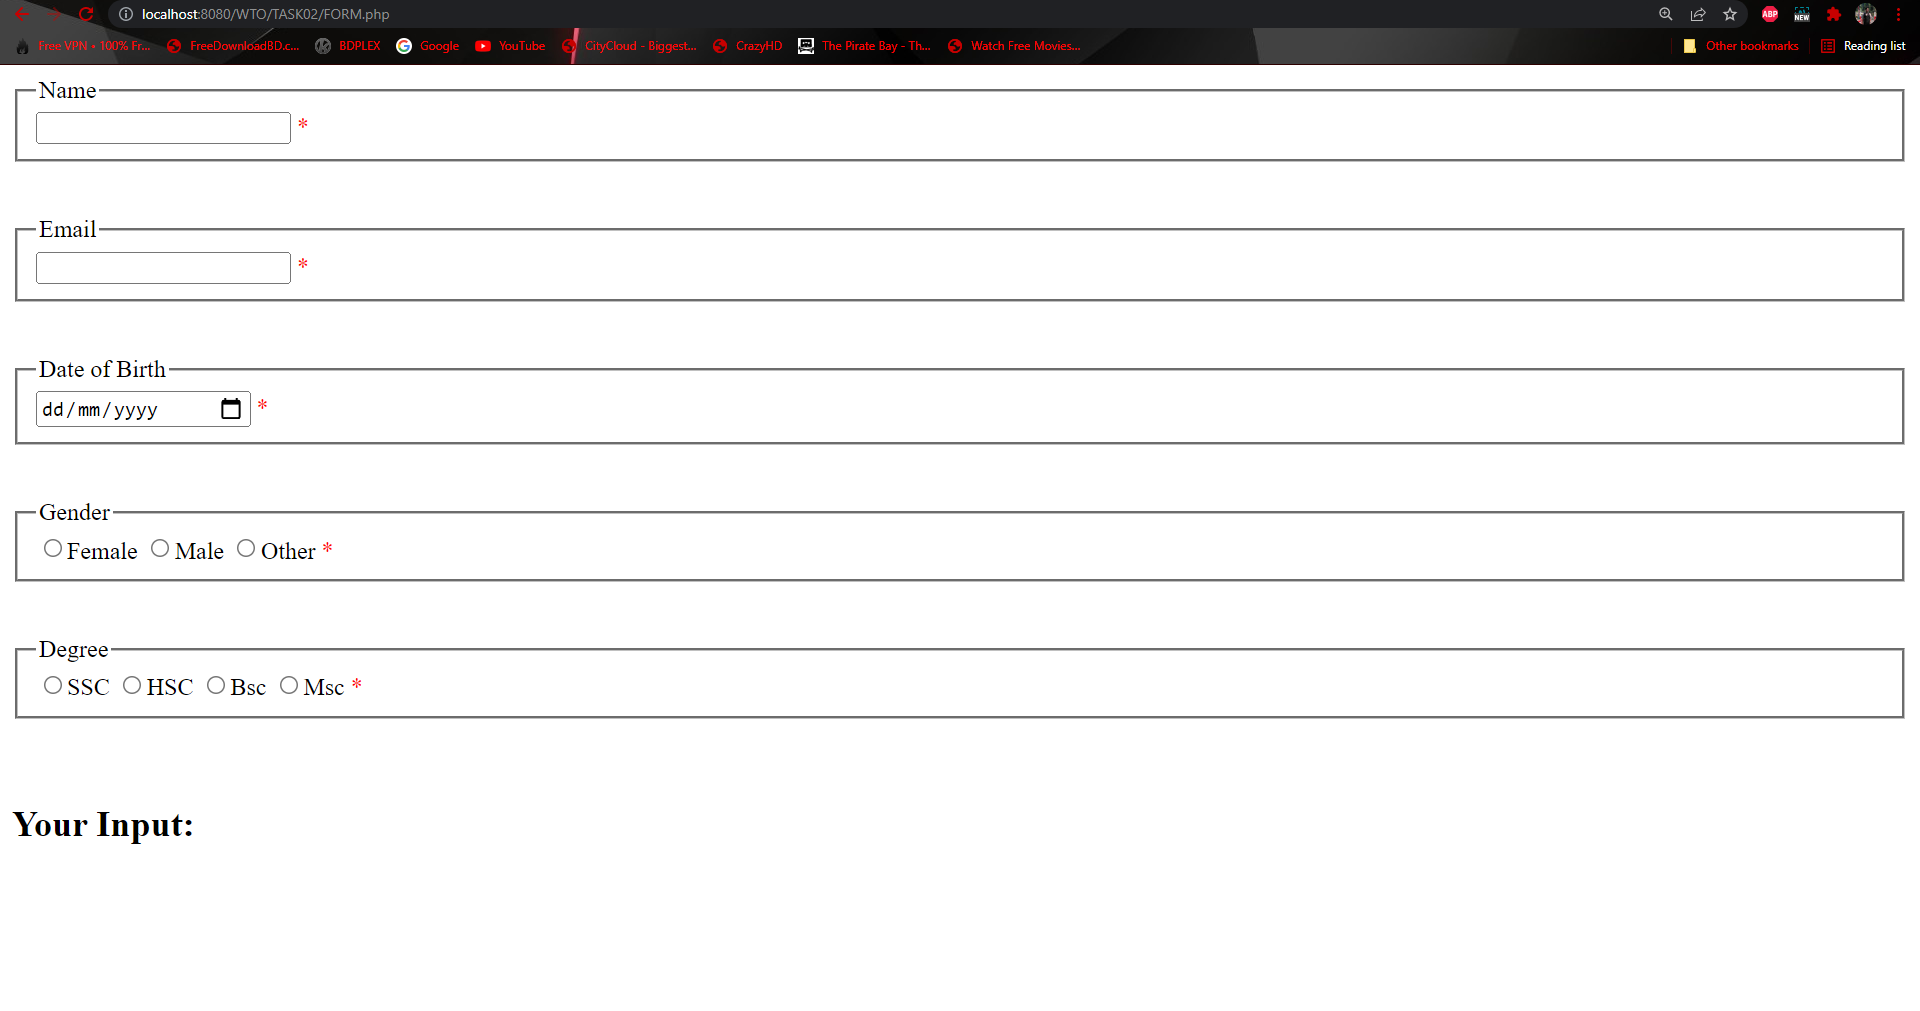 localhost:8080/WTO/TASK02/FORM.php
ABP
NEW
Free VPN • 100% Fr... FreeDownloadBD.c... BDPLEX Google YouTube CityCloud - Biggest... CrazyHD The Pirate Bay - Th... Watch Free Movies... Other bookmarks Reading list
Name
*
Email
*
Date of Birth
dd/mm/yyyy *
Gender
Female Male Other *
Degree
SSC HSC Bsc Msc *
Your Input: